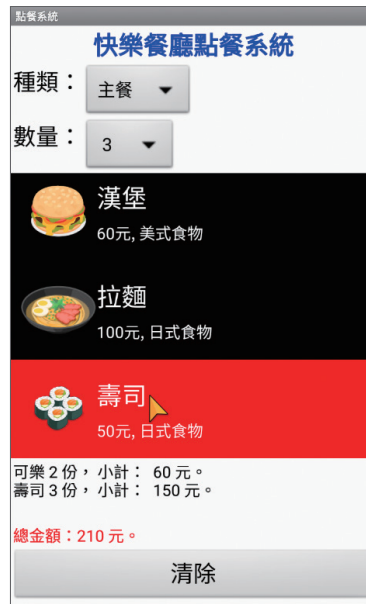 點餐系統
快樂餐廳點餐系統
種類： 主餐
數量： 3
漢堡
60元, 美式食物
拉麵
100元, 日式食物
壽司
50元, 日式食物
可樂 2 份， 小計： 60 元。
壽司 3 份， 小計： 150 元。
總金額：210 元。
清除